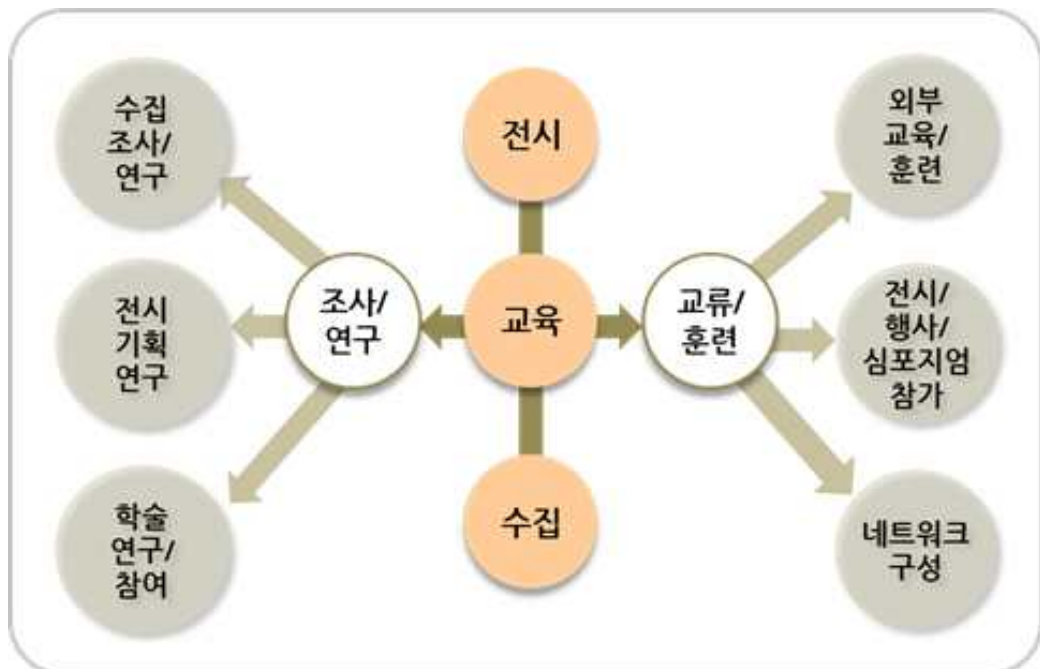 수집
조사/
연구
전시
기획
연구
학술
연구/
참여
조사/
연구
전시
교육
수집
교류/
훈련
외부
교육/
훈련
전시/
행사/
심포지엄
참가
네트워크
구성